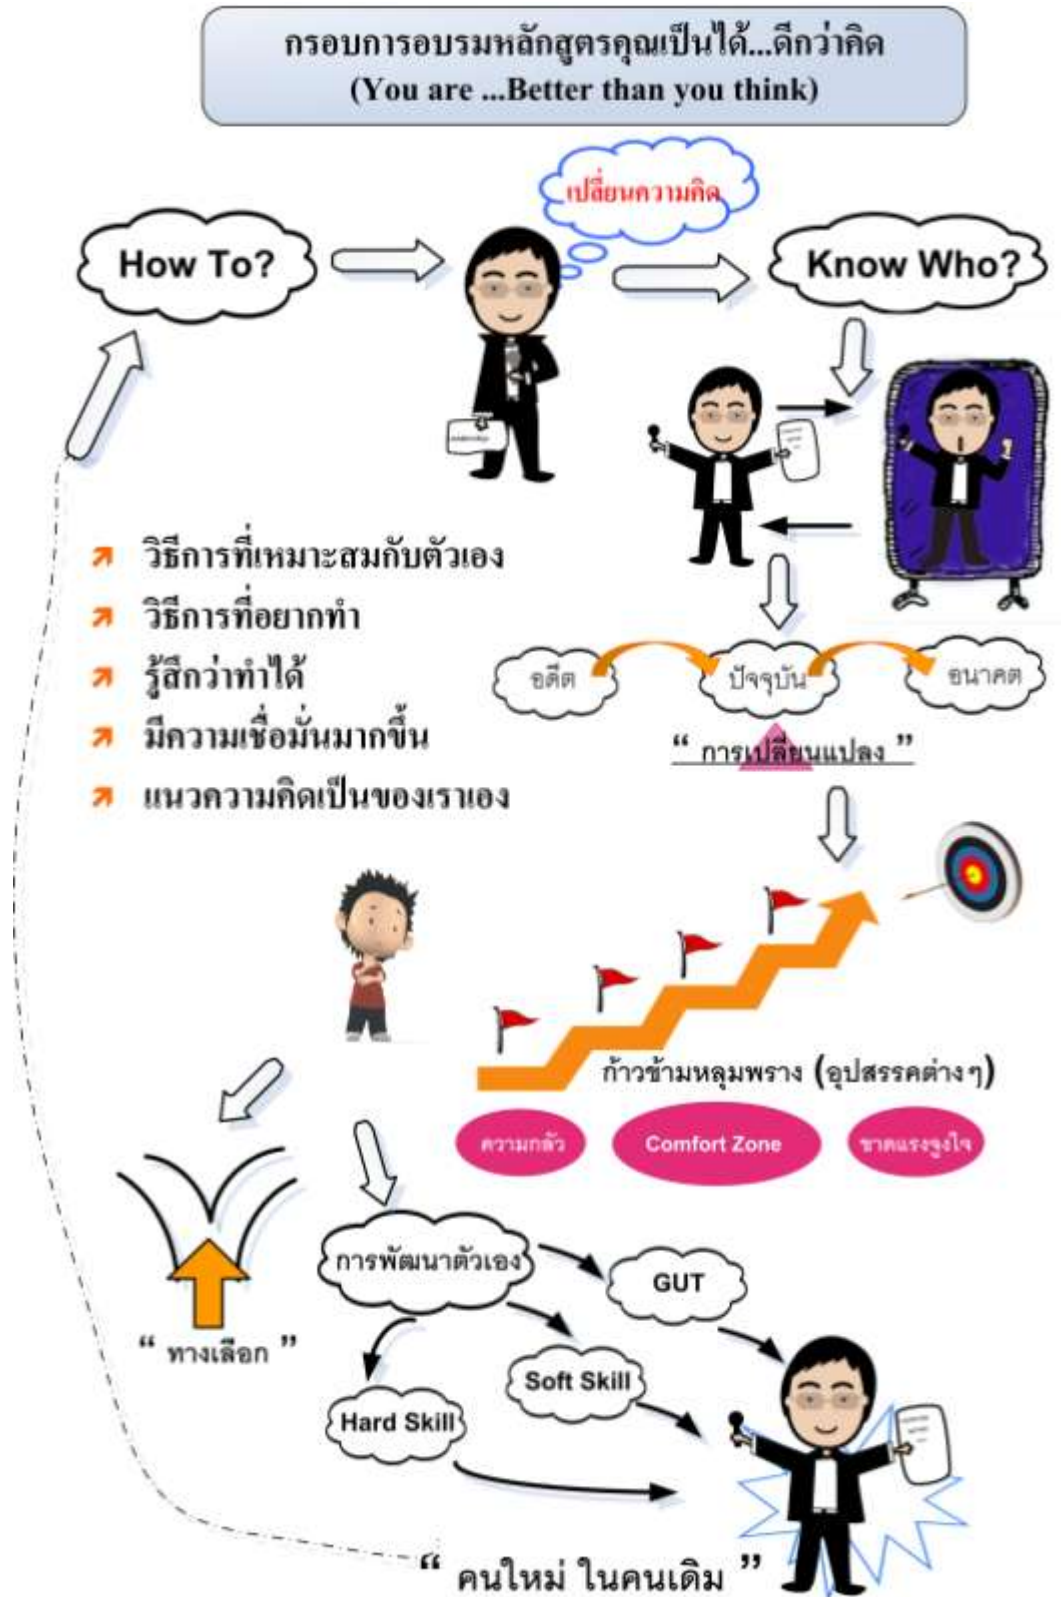 กรอบการอบรมหลักสูตรคุณเป็นได้...ดีกว่าคิด
(You are ...Better than you think)
เปลี่ยนความคิด
How To?
Know Who?
วิธีการที่เหมาะสมกับตัวเอง
วิธีการที่อยากทำ
รู้สึกว่าทำได้
มีความเชื่อมั่นมากขึ้น
แนวความคิดเป็นของเราเอง
อดีต
ปัจจุบัน
อนาคต
“ การเปลี่ยนแปลง ”
ก้าวข้ามหลุมพราง (อุปสรรคต่างๆ)
ความกลัว
Comfort Zone
ขาดแรงจูงใจ
การพัฒนาตัวเอง
GUT
“ ทางเลือก ”
Soft Skill
Hard Skill
“ คนใหม่ ในคนเดิม ”